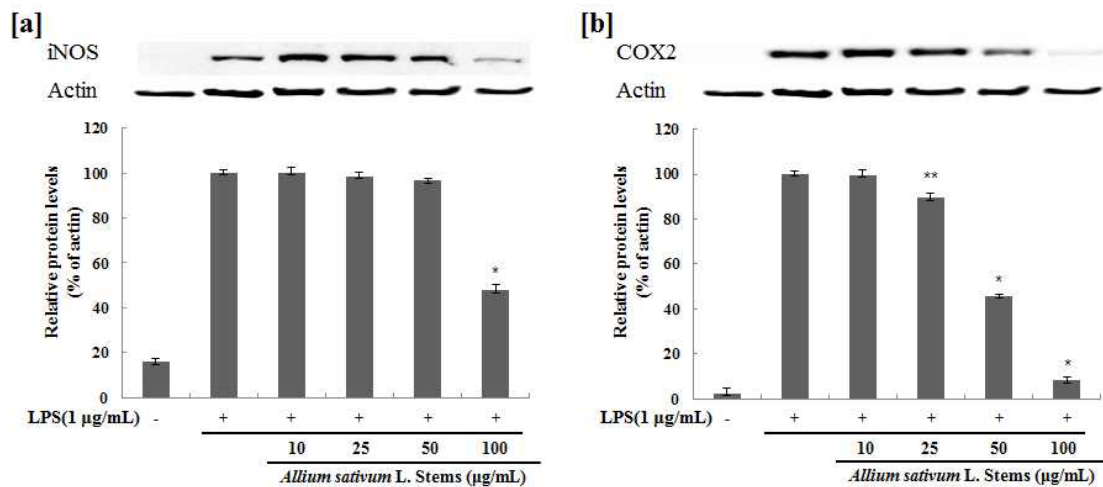 [a]
iNOS
Actin
Relative protein levels
(% of actin)
120
100
80
60
40
20
0
*
LPS(1 μg/mL) - + + + + +
10 25 50 100
Allium sativum L. Stems (μg/mL)
[b]
COX2
Actin
Relative protein levels
(% of actin)
120
100
80
60
40
20
0
**
*
*
LPS(1 μg/mL) - + + + + +
10 25 50 100
Allium sativum L. Stems (μg/mL)